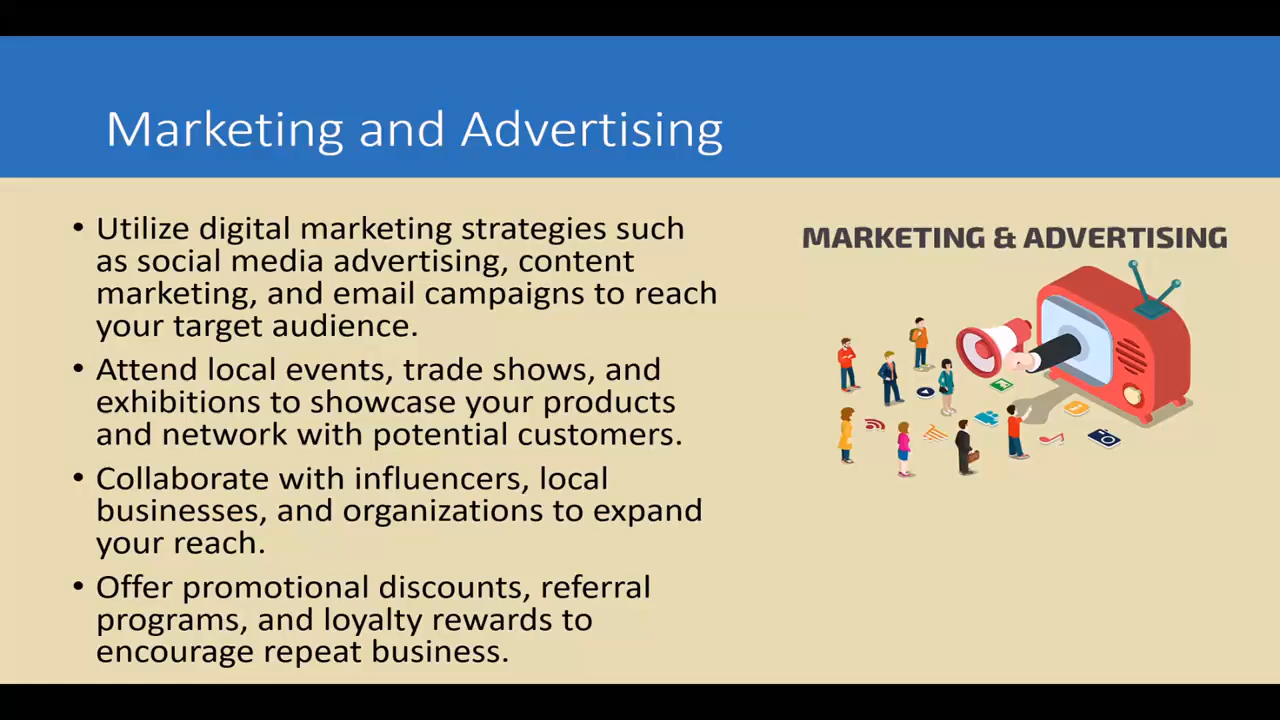 Marketing and Advertising
• Utilize digital marketing strategies such
as social media advertising, content
marketing, and email campaigns to reach
your target audience.
• Attend local events, trade shows, and
exhibitions to showcase your products
and network with potential customers.
• Collaborate with influencers, local
businesses, and organizations to expand
your reach.
• Offer promotional discounts, referral
programs, and loyalty rewards to
encourage repeat business.
MARKETING & ADVERTISING